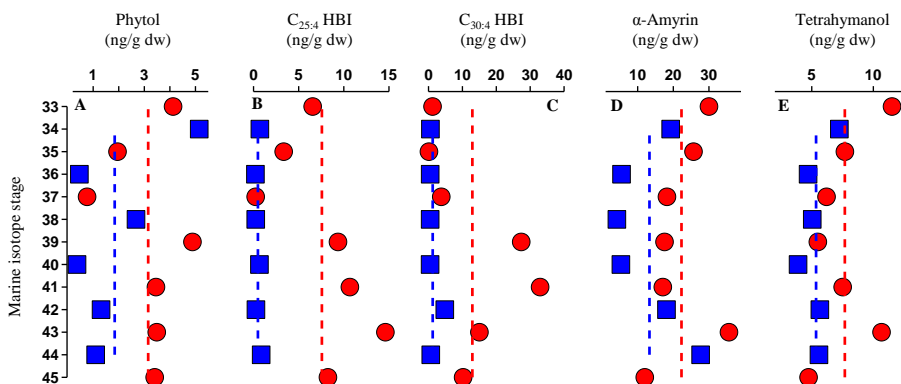 Phytol
(ng/g dw)
C25:4 HBI
(ng/g dw)
C30:4 HBI
(ng/g dw)
α-Amyrin
(ng/g dw)
Tetrahymanol
(ng/g dw)
1 3 5
0 5 10 15
0 10 20 30 40
10 20 30
5 10
A
B
C
D
E
Marine isotope stage
33
34
35
36
37
38
39
40
41
42
43
44
45